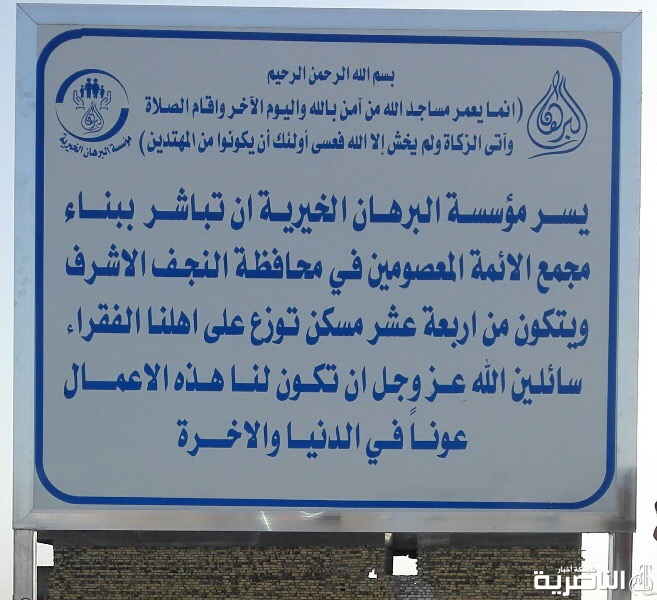 بسم الله الرحمن الرحيم
(انما يعمر مساجد الله من آمن بالله واليوم الآخر واقام الصلاة
وآتى الزكاة ولم يخش إلا الله فعسى أولئك أن يكونوا من المهتدين)
البرهان
مؤسسة البرهان الخيرية
يسر مؤسسة البرهان الخيرية ان تباشر ببناء
مجمع الائمة المعصومين في محافظة النجف الاشرف
ويتكون من اربعة عشر مسكن توزع على اهلنا الفقراء
سائلين الله عز وجل ان تكون لنا هذه الاعمال
عوناً في الدنيا والاخرة
شبكة أخبار
الناصرية